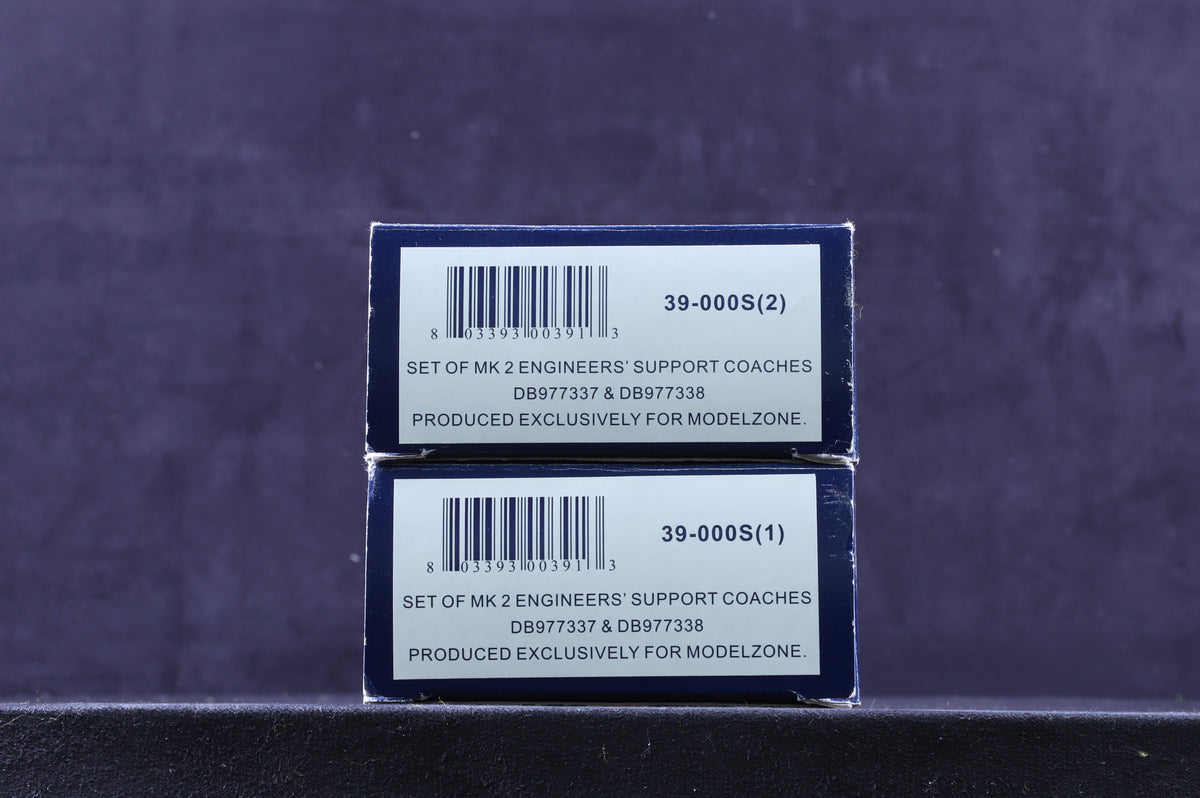 39-000S(2)
8 03393 00391 3
SET OF MK 2 ENGINEERS' SUPPORT COACHES
DB977337 & DB977338
PRODUCED EXCLUSIVELY FOR MODELZONE.
39-000S(1)
8 03393 00391 3
SET OF MK 2 ENGINEERS' SUPPORT COACHES
DB977337 & DB977338
PRODUCED EXCLUSIVELY FOR MODELZONE.